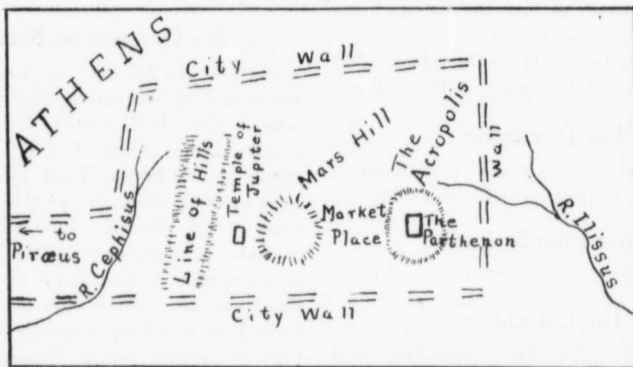 ATHENS
City Wall
Wall
The Acropolis
Mars Hill
Temple of
Jupiter
Line of Hills
Market
Place
The
Parthenon
R. Ilissus
← to
Piræus
R. Cephisus
City Wall